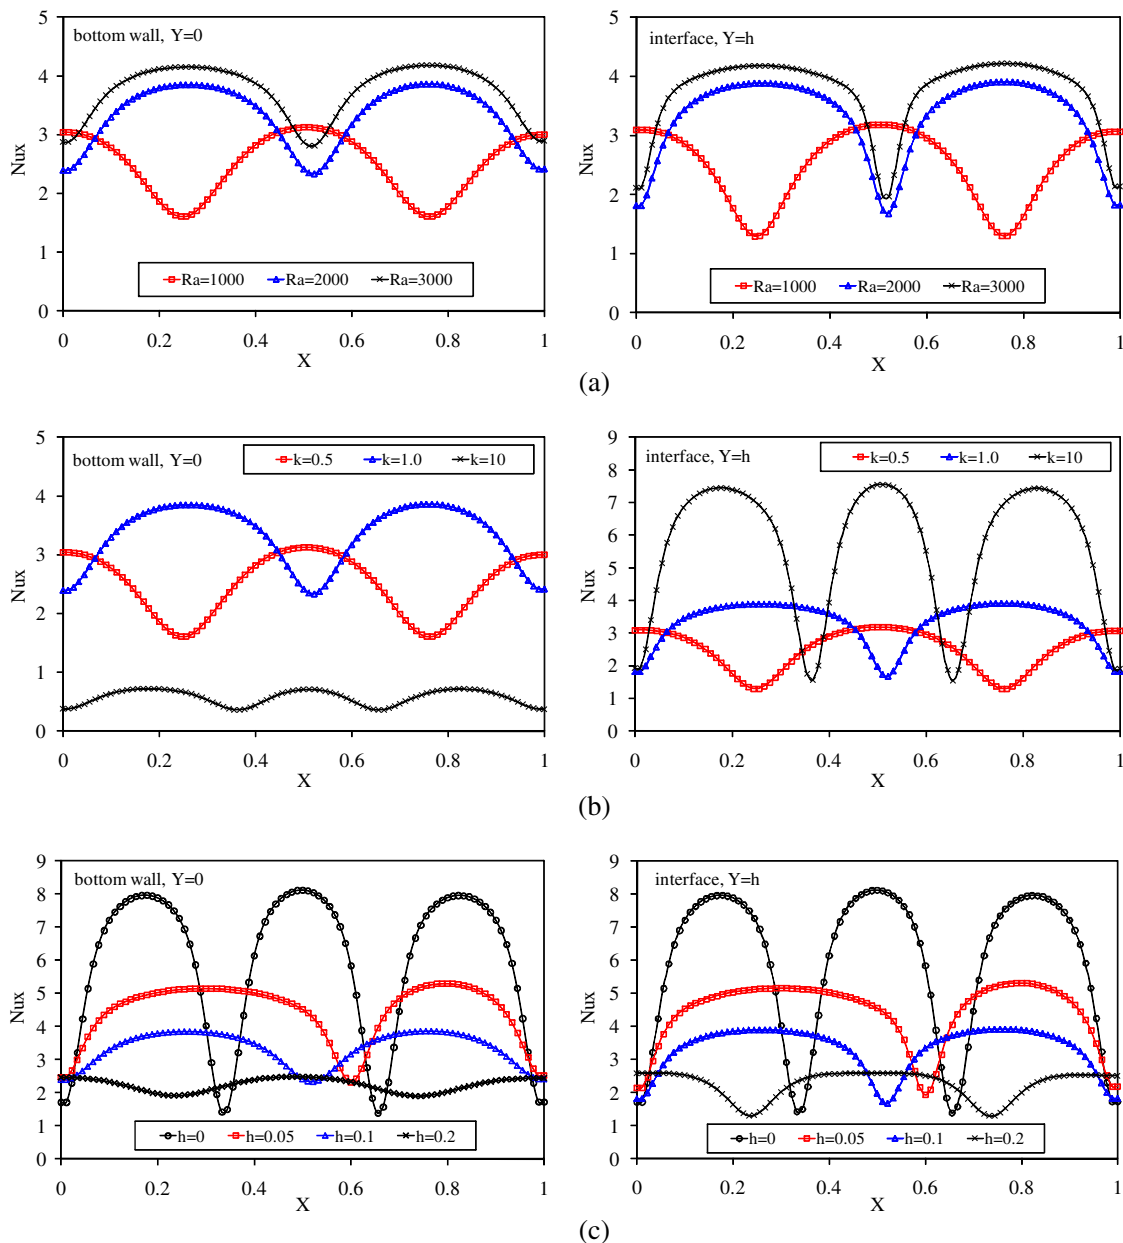 bottom wall, Y=0
Nux
5
4
3
2
1
0
Ra=1000 Ra=2000 Ra=3000
0 0.2 0.4 0.6 0.8 1
X
interface, Y=h
Nux
5
4
3
2
1
0
Ra=1000 Ra=2000 Ra=3000
0 0.2 0.4 0.6 0.8 1
X
(a)
bottom wall, Y=0
k=0.5 k=1.0 k=10
Nux
5
4
3
2
1
0
0 0.2 0.4 0.6 0.8 1
X
interface, Y=h
k=0.5 k=1.0 k=10
Nux
9
8
7
6
5
4
3
2
1
0
0 0.2 0.4 0.6 0.8 1
X
(b)
bottom wall, Y=0
Nux
9
8
7
6
5
4
3
2
1
0
h=0 h=0.05 h=0.1 h=0.2
0 0.2 0.4 0.6 0.8 1
X
interface, Y=h
Nux
9
8
7
6
5
4
3
2
1
0
h=0 h=0.05 h=0.1 h=0.2
0 0.2 0.4 0.6 0.8 1
X
(c)